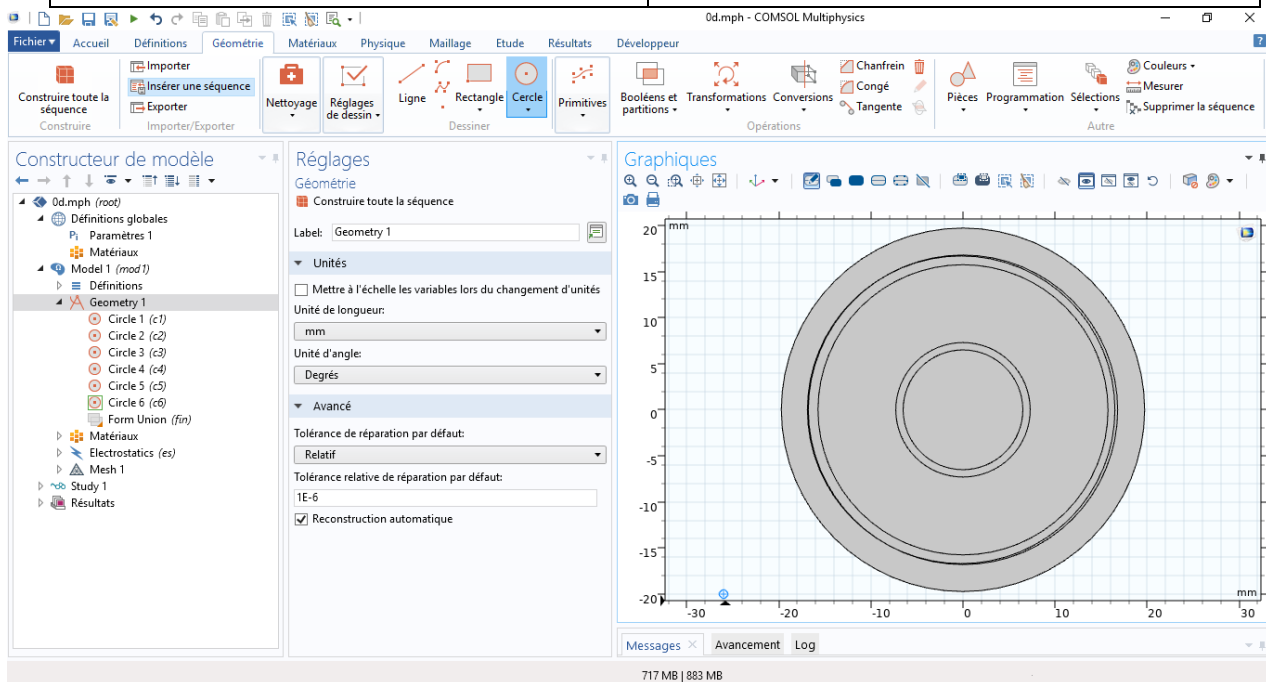 0d.mph - COMSOL Multiphysics
Fichier Accueil Définitions Géométrie Matériaux Physique Maillage Etude Résultats Développeur ?
Construire toute la séquence
Construire
Importer
Insérer une séquence
Exporter
Importer/Exporter
Nettoyage
Réglages de dessin
Ligne
Rectangle
Cercle
Dessiner
Primitives
Booléens et partitions
Transformations
Conversions
Chanfrein
Congé
Tangente
Opérations
Pièces
Programmation
Sélections
Couleurs
Mesurer
Supprimer la séquence
Autre
Constructeur de modèle
0d.mph (root)
Définitions globales
Pi Paramètres 1
Matériaux
Model 1 (mod1)
Définitions
Geometry 1
Circle 1 (c1)
Circle 2 (c2)
Circle 3 (c3)
Circle 4 (c4)
Circle 5 (c5)
Circle 6 (c6)
Form Union (fin)
Matériaux
Electrostatics (es)
Mesh 1
Study 1
Résultats
Réglages
Géométrie
Construire toute la séquence
Label: Geometry 1
Unités
Mettre à l'échelle les variables lors du changement d'unités
Unité de longueur:
mm
Unité d'angle:
Degrés
Avancé
Tolérance de réparation par défaut:
Relatif
Tolérance relative de réparation par défaut:
1E-6
Reconstruction automatique
Graphiques
mm
20
15
10
5
0
-5
-10
-15
-20
mm
-30 -20 -10 0 10 20 30
Messages Avancement Log
717 MB | 883 MB